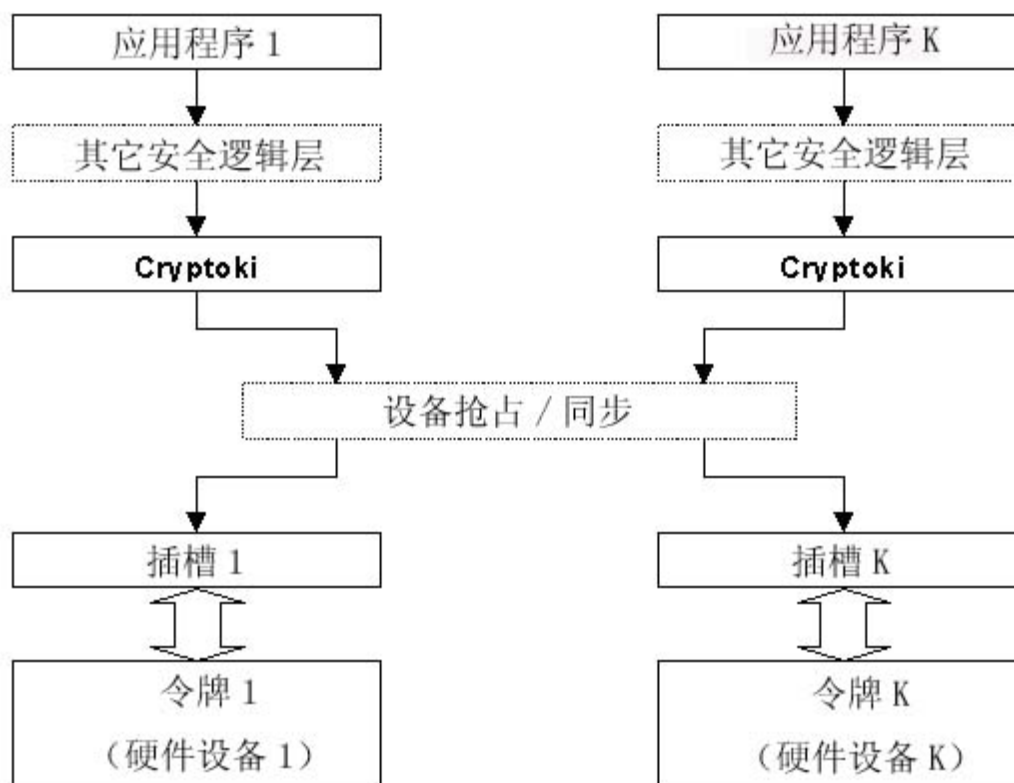 应用程序 1
应用程序 K
其它安全逻辑层
其它安全逻辑层
Cryptoki
Cryptoki
设备抢占 / 同步
插槽 1
插槽 K
令牌 1
（硬件设备 1）
令牌 K
（硬件设备 K）